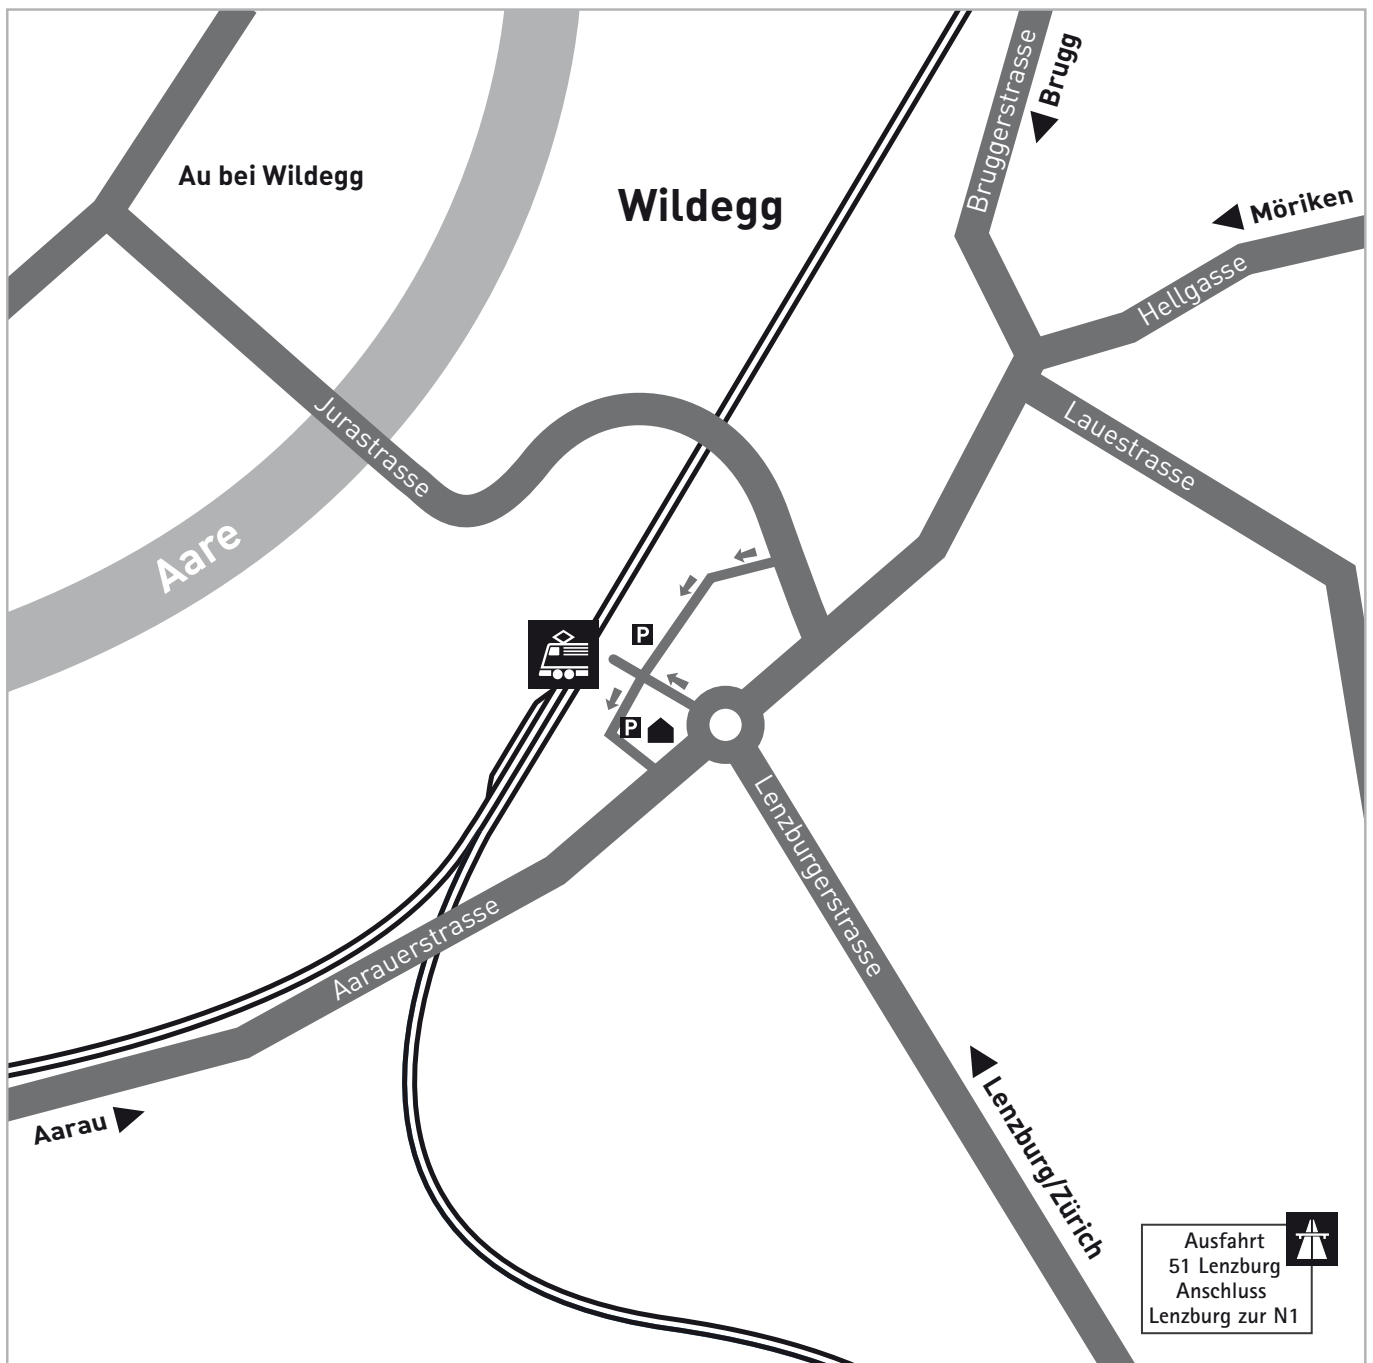 Bruggerstrasse
Brugg
Au bei Wildegg
Wildegg
Möriken
Hellgasse
Jurastrasse
Lauestrasse
Aare
P
P
Lenzburgerstrasse
Aarauerstrasse
Aarau
Lenzburg/Zürich
Ausfahrt
51 Lenzburg
Anschluss
Lenzburg zur N1